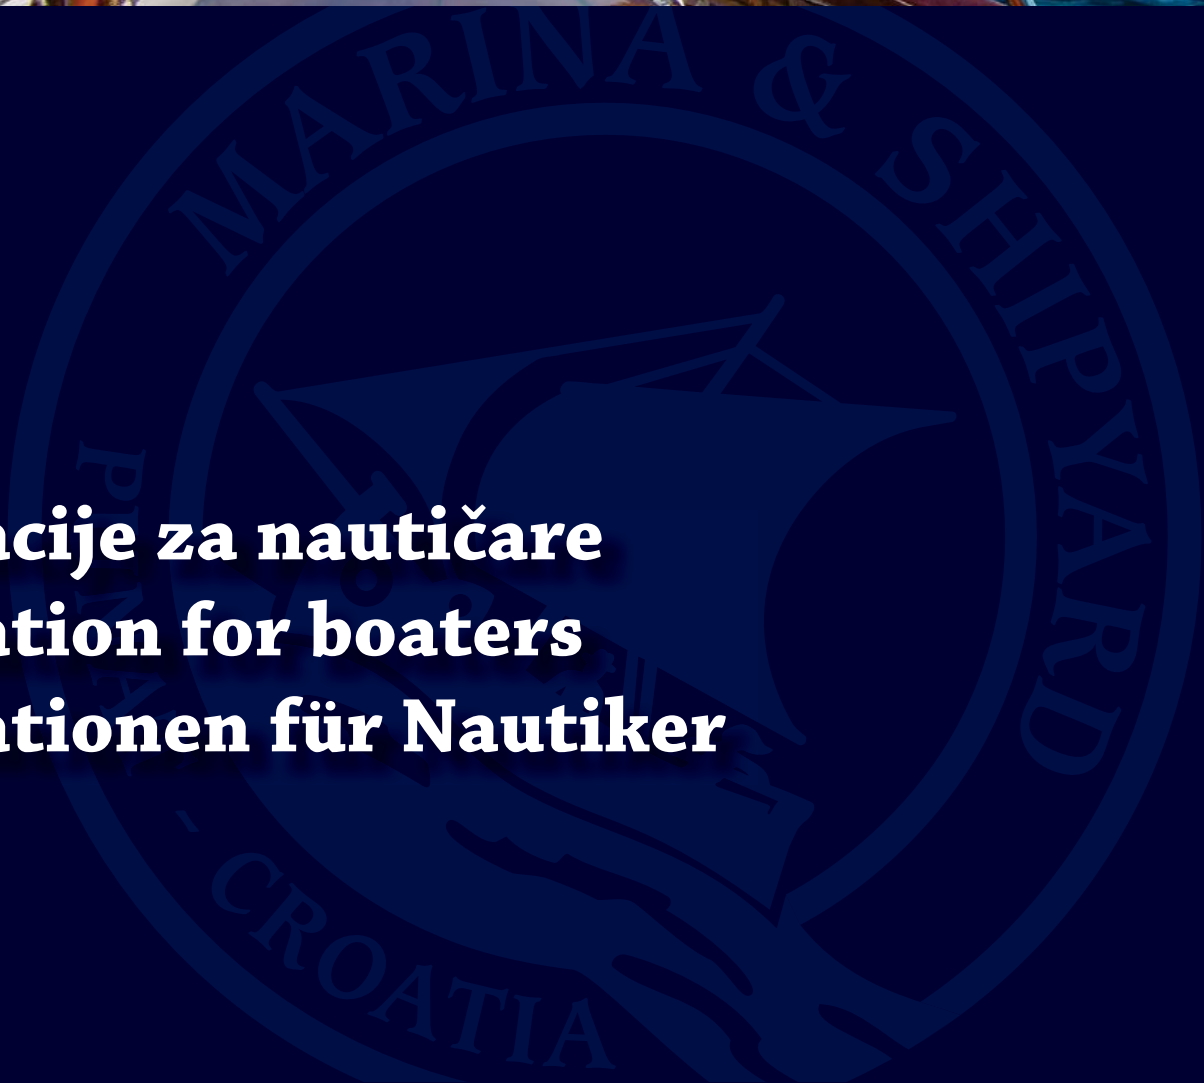 MARINA & SHIPYARD
acije za nautičare
ation for boaters
ationen für Nautiker
- CROATIA